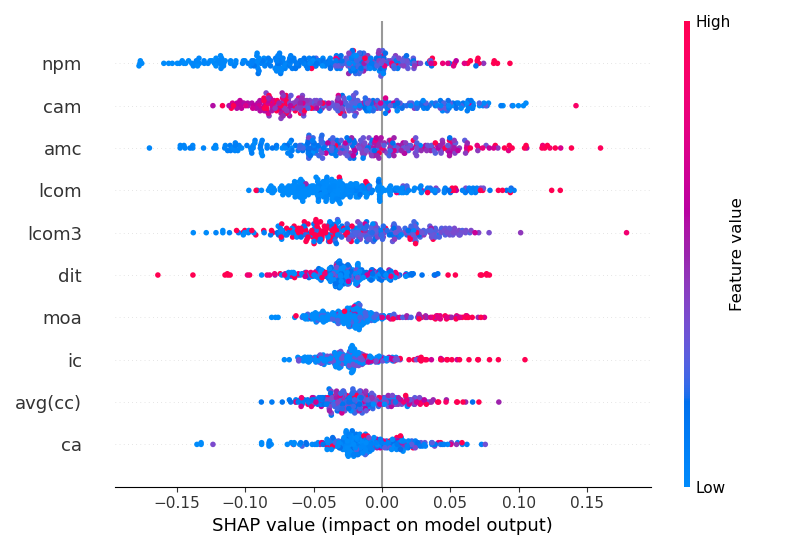 High
npm
cam
amc
lcom
lcom3
dit
moa
ic
avg(cc)
ca
Feature value
Low
−0.15 −0.10 −0.05 0.00 0.05 0.10 0.15
SHAP value (impact on model output)